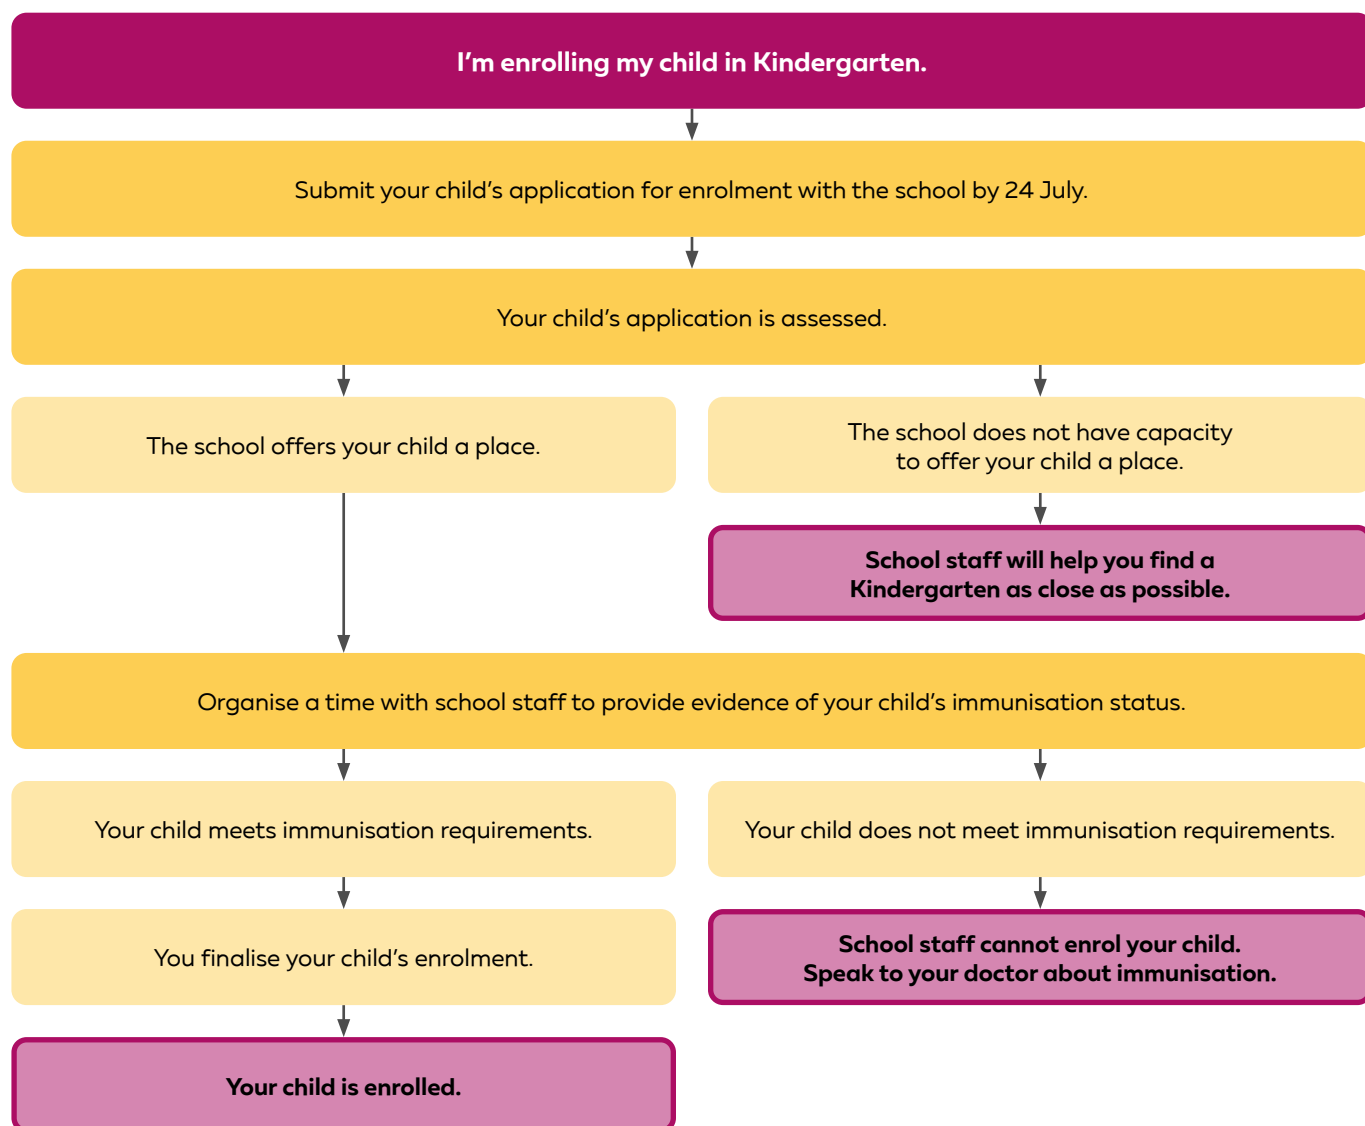 I'm enrolling my child in Kindergarten.
Submit your child's application for enrolment with the school by 24 July.
Your child's application is assessed.
The school offers your child a place.
The school does not have capacity
to offer your child a place.
School staff will help you find a
Kindergarten as close as possible.
Organise a time with school staff to provide evidence of your child's immunisation status.
Your child meets immunisation requirements.
Your child does not meet immunisation requirements.
You finalise your child's enrolment.
School staff cannot enrol your child.
Speak to your doctor about immunisation.
Your child is enrolled.